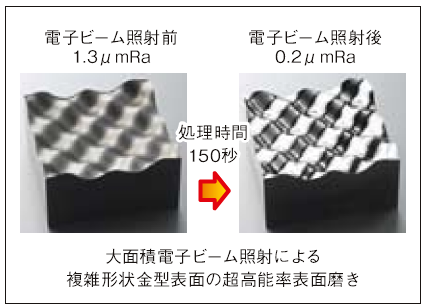 電子ビーム照射前
1.3μmRa
電子ビーム照射後
0.2μmRa
処理時間
150秒
大面積電子ビーム照射による
複雑形状金型表面の超高能率表面磨き